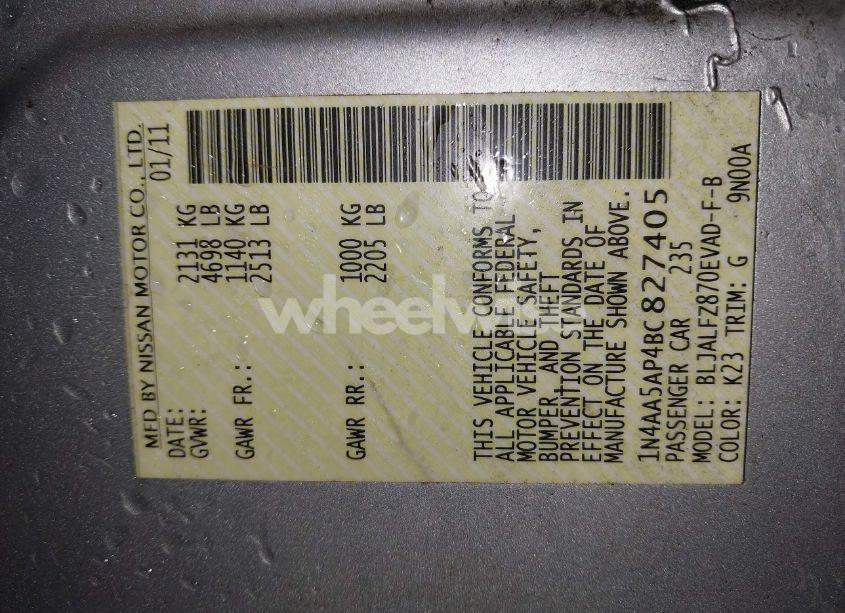 MFD BY NISSAN MOTOR CO., LTD.
DATE: 01/11
GVWR: 2131 KG
4698 LB
GAWR FR.: 1140 KG
2513 LB
GAWR RR.: 1000 KG
2205 LB
THIS VEHICLE CONFORMS TO
ALL APPLICABLE FEDERAL
MOTOR VEHICLE SAFETY,
BUMPER, AND THEFT
PREVENTION STANDARDS IN
EFFECT ON THE DATE OF
MANUFACTURE SHOWN ABOVE.
1N4AA5AP4BC827405
PASSENGER CAR 235
MODEL: BLJALFZ870EVAD-F-B
COLOR: K23 TRIM: G 9N00A